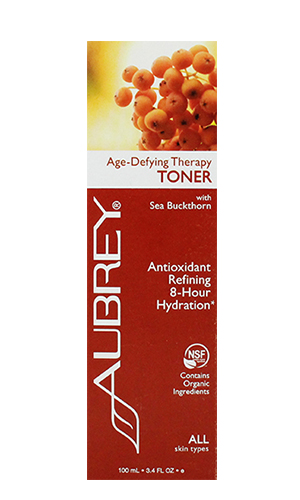 Age-Defying Therapy
TONER
with
Sea Buckthorn
AUBREY®
Antioxidant
Refining
8-Hour
Hydration*
NSF
Contains
Organic
Ingredients
ALL
skin types
100 mL • 3.4 FL OZ • e